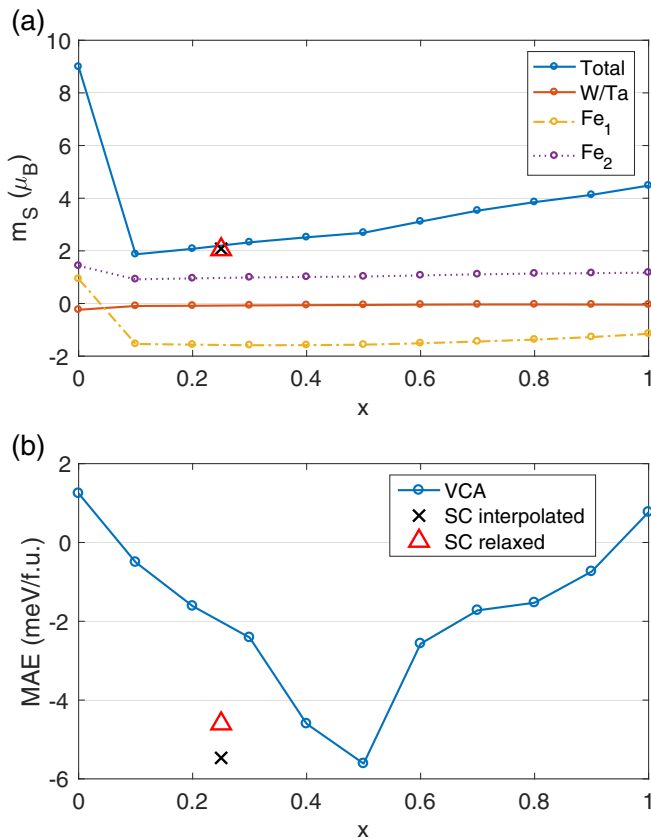 (a)
10
8
6
4
2
0
-2
m_S (μ_B)
Total
W/Ta
Fe_1
Fe_2
0
0.2
0.4
0.6
0.8
1
x
(b)
2
0
-2
-4
-6
MAE (meV/f.u.)
VCA
SC interpolated
SC relaxed
0
0.2
0.4
0.6
0.8
1
x